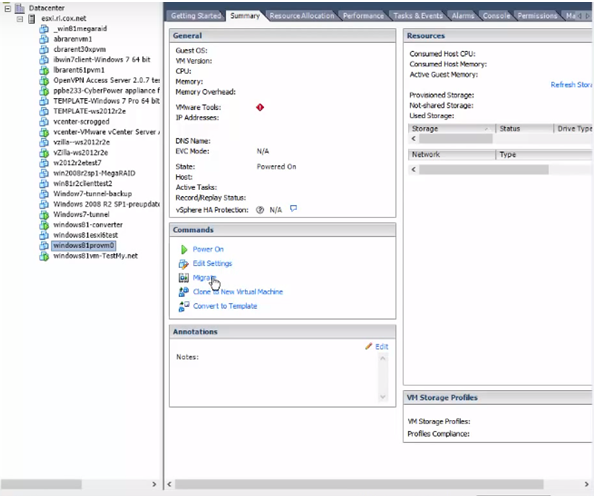 Datacenter
esxi.rl.cox.net
_win81megaraid
abrarenvm1
cbrarent30xpvm
ibwin7client-Windows 7 64 bit
lbrarent61pvm1
OpenVPN Access Server 2.0.7 te
ppbe233-CyberPower appliance f
TEMPLATE-Windows 7 Pro 64 bit
TEMPLATE-ws2012r2e
vcenter-scrogged
vcenter-VMware vCenter Server
vzilla--ws2012r2e
vZilla-ws2012r2e
w2012r2etest7
win2008r2sp1-MegaRAID
win81r2clienttest2
Window7-tunnel-backup
Windows 2008 R2 SP1-preupdate
Windows7-tunnel
windows81-converter
windows81esxi6test
windows81provm0
windows81vm-TestMy.net
Getting Started Summary Resource Allocation Performance Tasks & Events Alarms Console Permissions Ma
General
Guest OS:
VM Version:
CPU:
Memory:
Memory Overhead:
VMware Tools:
IP Addresses:
DNS Name:
EVC Mode: N/A
State: Powered On
Host:
Active Tasks:
Record/Replay Status:
vSphere HA Protection: N/A
Commands
Power On
Edit Settings
Migrate
Clone to New Virtual Machine
Convert to Template
Annotations
Edit
Notes:
Resources
Consumed Host CPU:
Consumed Host Memory:
Active Guest Memory:
Refresh Stora
Provisioned Storage:
Not-shared Storage:
Used Storage:
Storage Status Drive Type
Network Type
VM Storage Profiles
VM Storage Profiles:
Profiles Compliance: